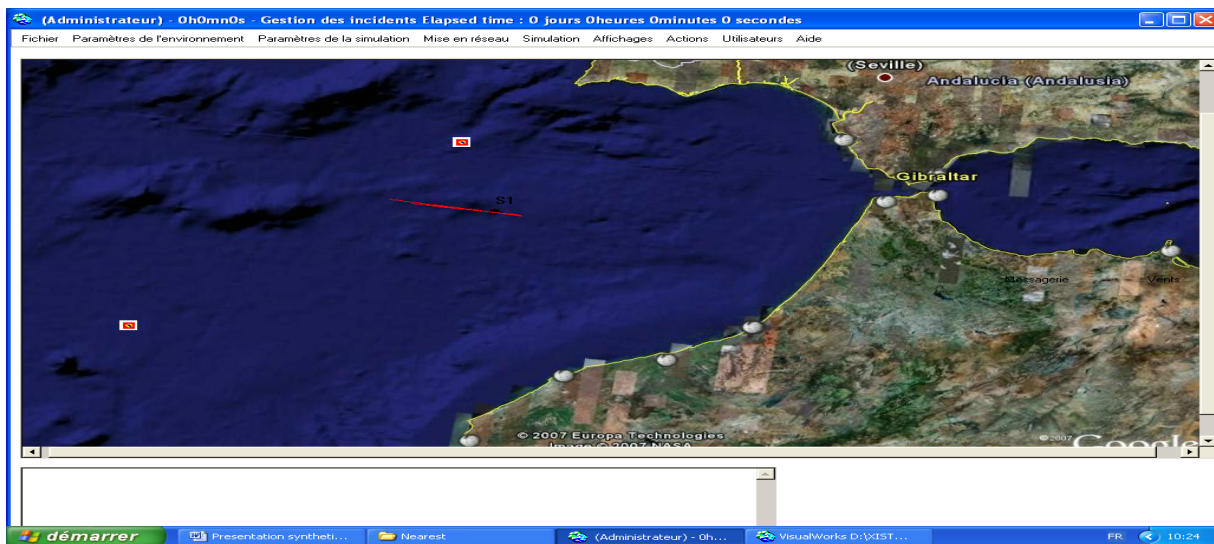 (Administrateur) - 0h0mn0s - Gestion des incidents Elapsed time : 0 jours 0heures 0minutes 0 secondes
Fichier Paramètres de l'environnement Paramètres de la simulation Mise en réseau Simulation Affichages Actions Utilisateurs Aide
(Seville)
Andalucia (Andalusia)
Gibraltar
S1
Messagerie Vents
© 2007 Europa Technologies
Image © 2007 NASA
©2007 Google
démarrer Presentation syntheti... Nearest (Administrateur) - 0h... VisualWorks D:\XIST... FR 10:24